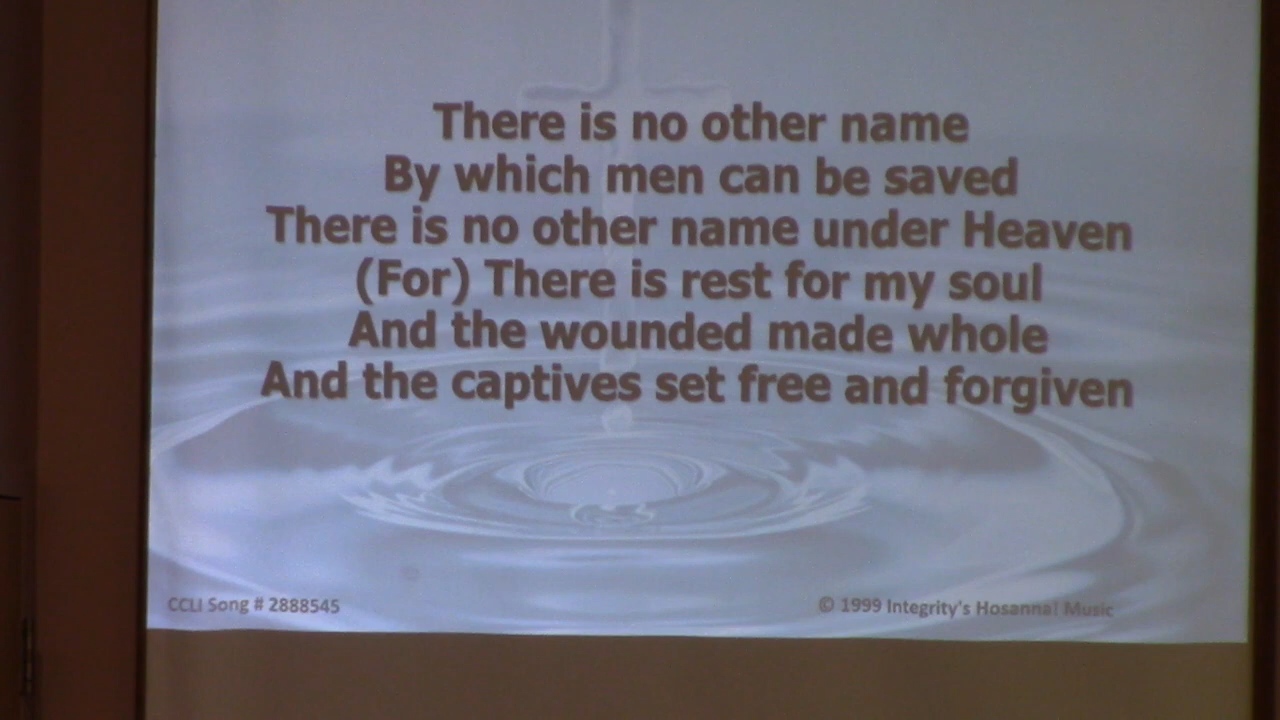 There is no other name
By which men can be saved
There is no other name under Heaven
(For) There is rest for my soul
And the wounded made whole
And the captives set free and forgiven
CCLI Song # 2888545
© 1999 Integrity's Hosanna! Music